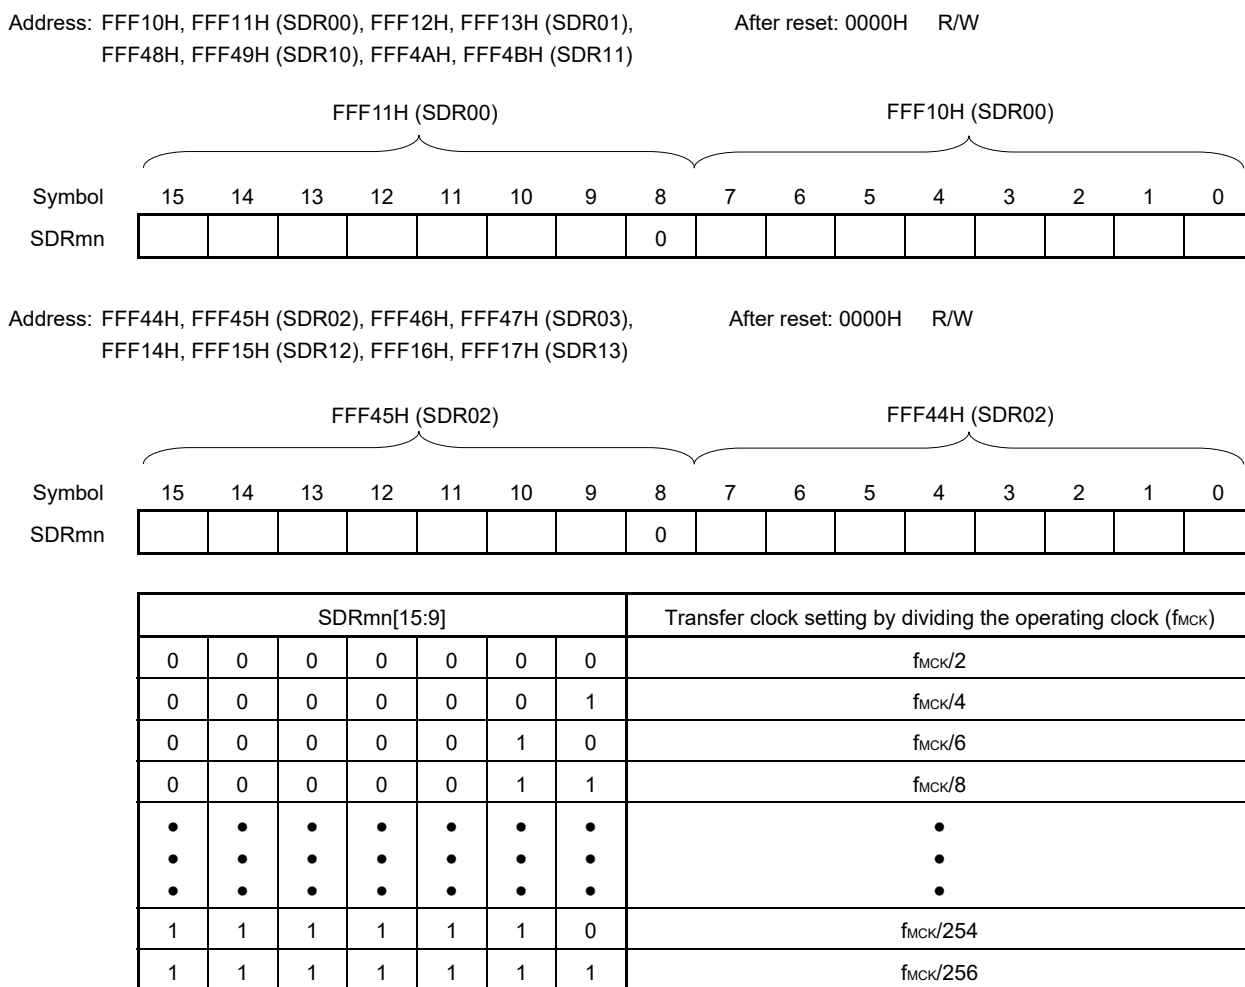 Address: FFF10H, FFF11H (SDR00), FFF12H, FFF13H (SDR01), After reset: 0000H R/W
FFF48H, FFF49H (SDR10), FFF4AH, FFF4BH (SDR11)
FFF11H (SDR00) FFF10H (SDR00)
Symbol 15 14 13 12 11 10 9 8 7 6 5 4 3 2 1 0
SDRmn 0
Address: FFF44H, FFF45H (SDR02), FFF46H, FFF47H (SDR03), After reset: 0000H R/W
FFF14H, FFF15H (SDR12), FFF16H, FFF17H (SDR13)
FFF45H (SDR02) FFF44H (SDR02)
Symbol 15 14 13 12 11 10 9 8 7 6 5 4 3 2 1 0
SDRmn 0
SDRmn[15:9] Transfer clock setting by dividing the operating clock (fMCK)
0 0 0 0 0 0 0 fMCK/2
0 0 0 0 0 0 1 fMCK/4
0 0 0 0 0 1 0 fMCK/6
0 0 0 0 0 1 1 fMCK/8
• • • • • • • •
• • • • • • • •
• • • • • • • •
1 1 1 1 1 1 0 fMCK/254
1 1 1 1 1 1 1 fMCK/256